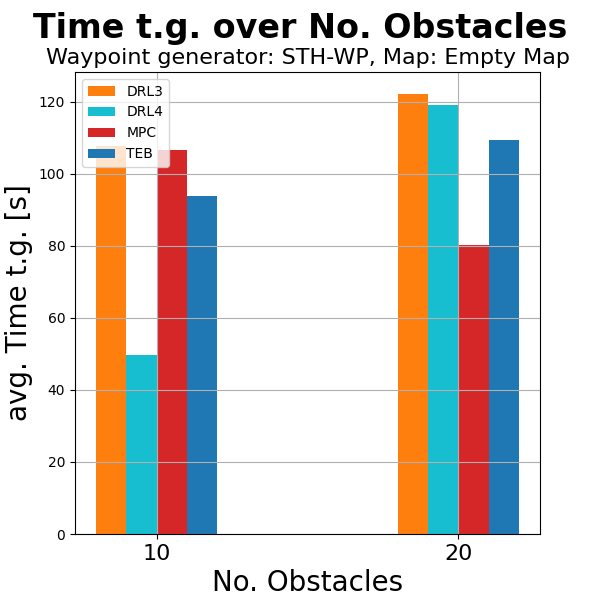 Time t.g. over No. Obstacles
Waypoint generator: STH-WP, Map: Empty Map
DRL3
DRL4
MPC
TEB
120
100
80
60
40
20
0
avg. Time t.g. [s]
10
20
No. Obstacles